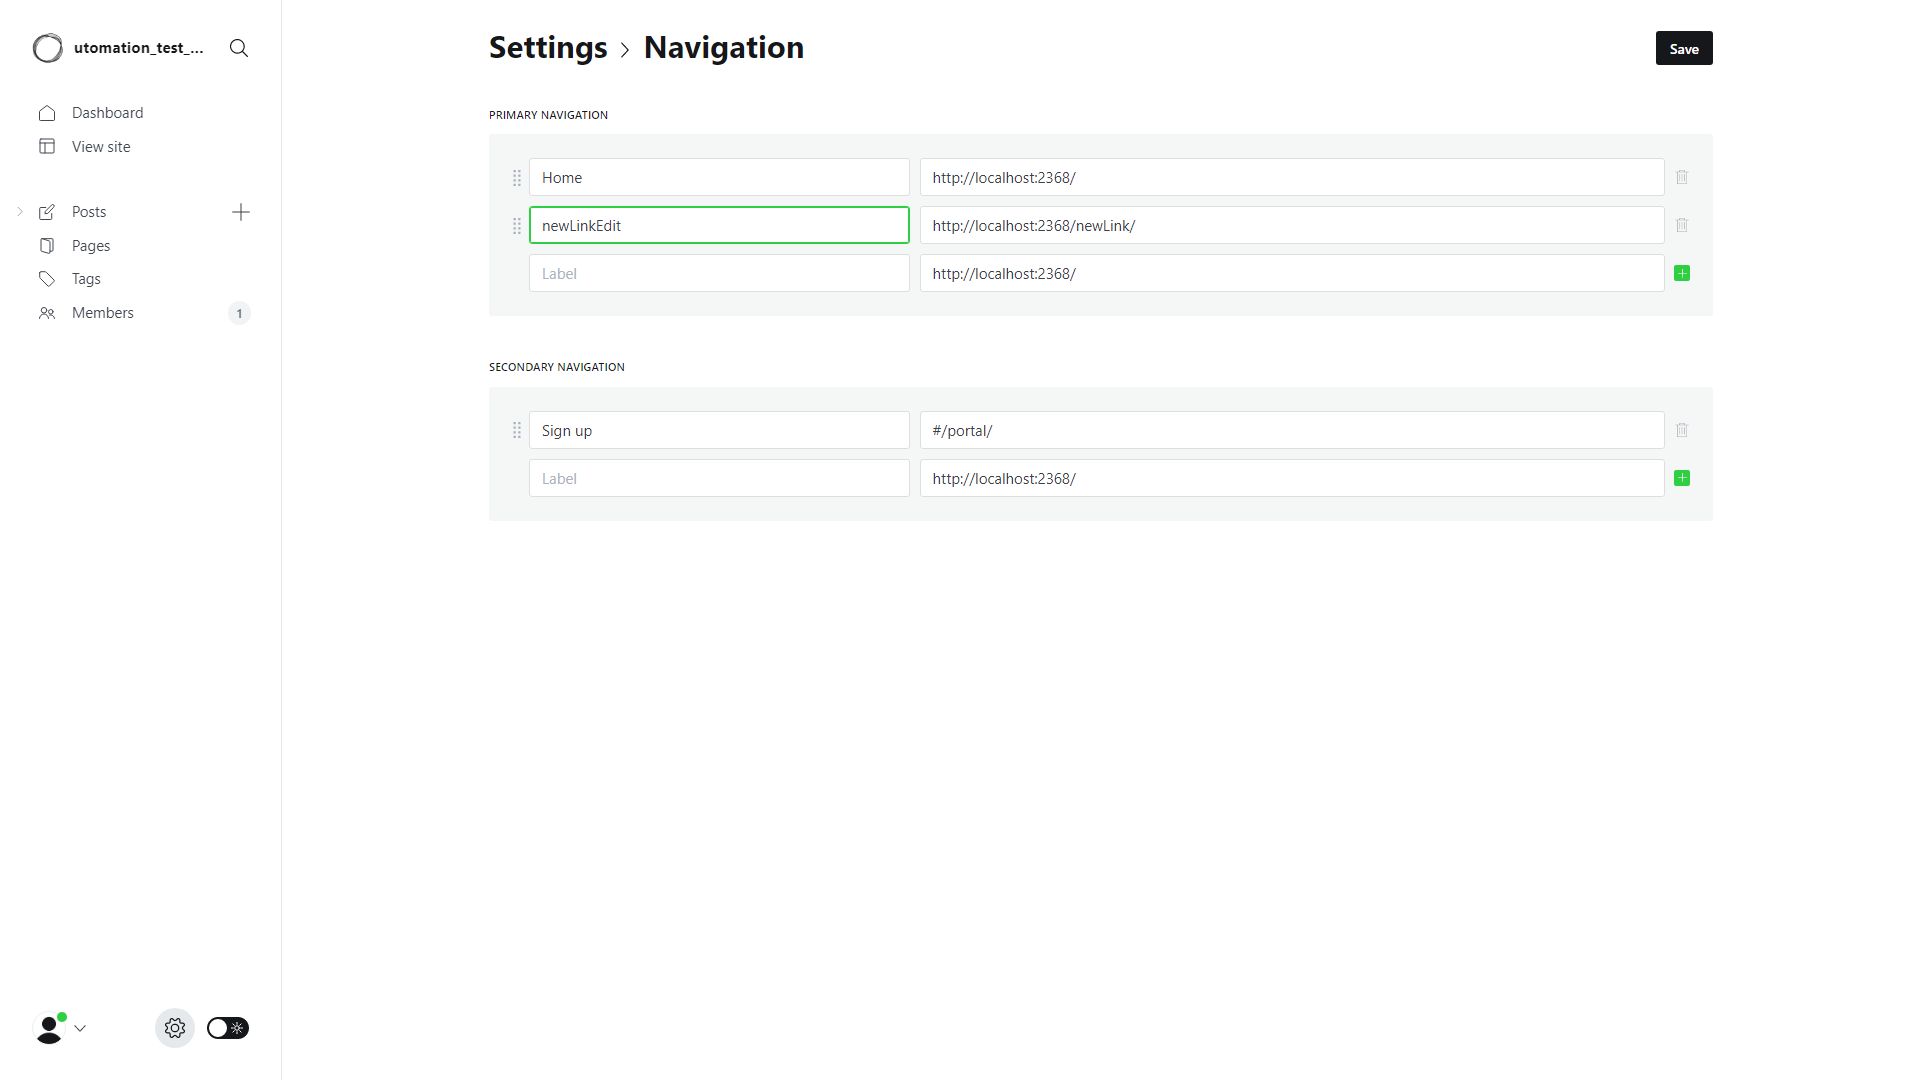 utomation_test_...
Dashboard
View site
Posts
Pages
Tags
Members
1
Settings
Navigation
Save
PRIMARY NAVIGATION
Home
http://localhost:2368/
newLinkEdit
http://localhost:2368/newLink/
Label
http://localhost:2368/
SECONDARY NAVIGATION
Sign up
#/portal/
Label
http://localhost:2368/